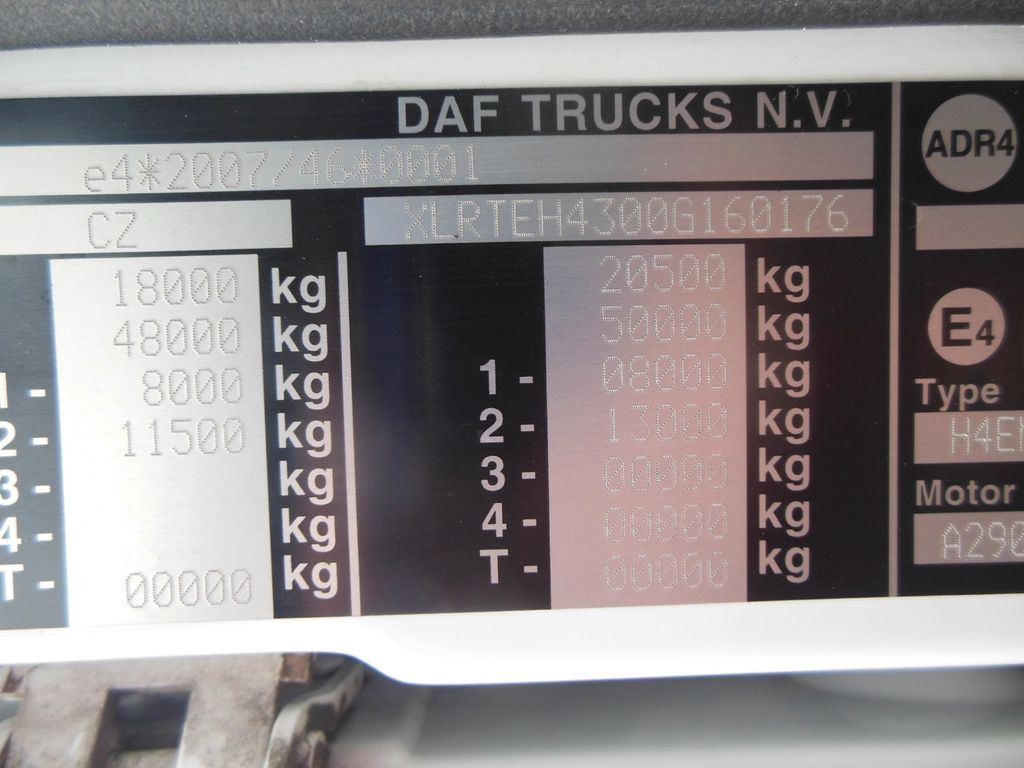 DAF TRUCKS N.V.
e4*2007/46*0001
CZ
XLRTEH4300G160176
18000 kg
48000 kg
1- 8000 kg
2- 11500 kg
3- kg
4- kg
T- 00000 kg
20500 kg
50000 kg
1- 08000 kg
2- 13000 kg
3- 00000 kg
4- 00000 kg
T- 00000 kg
ADR4
E4
Type
Motor